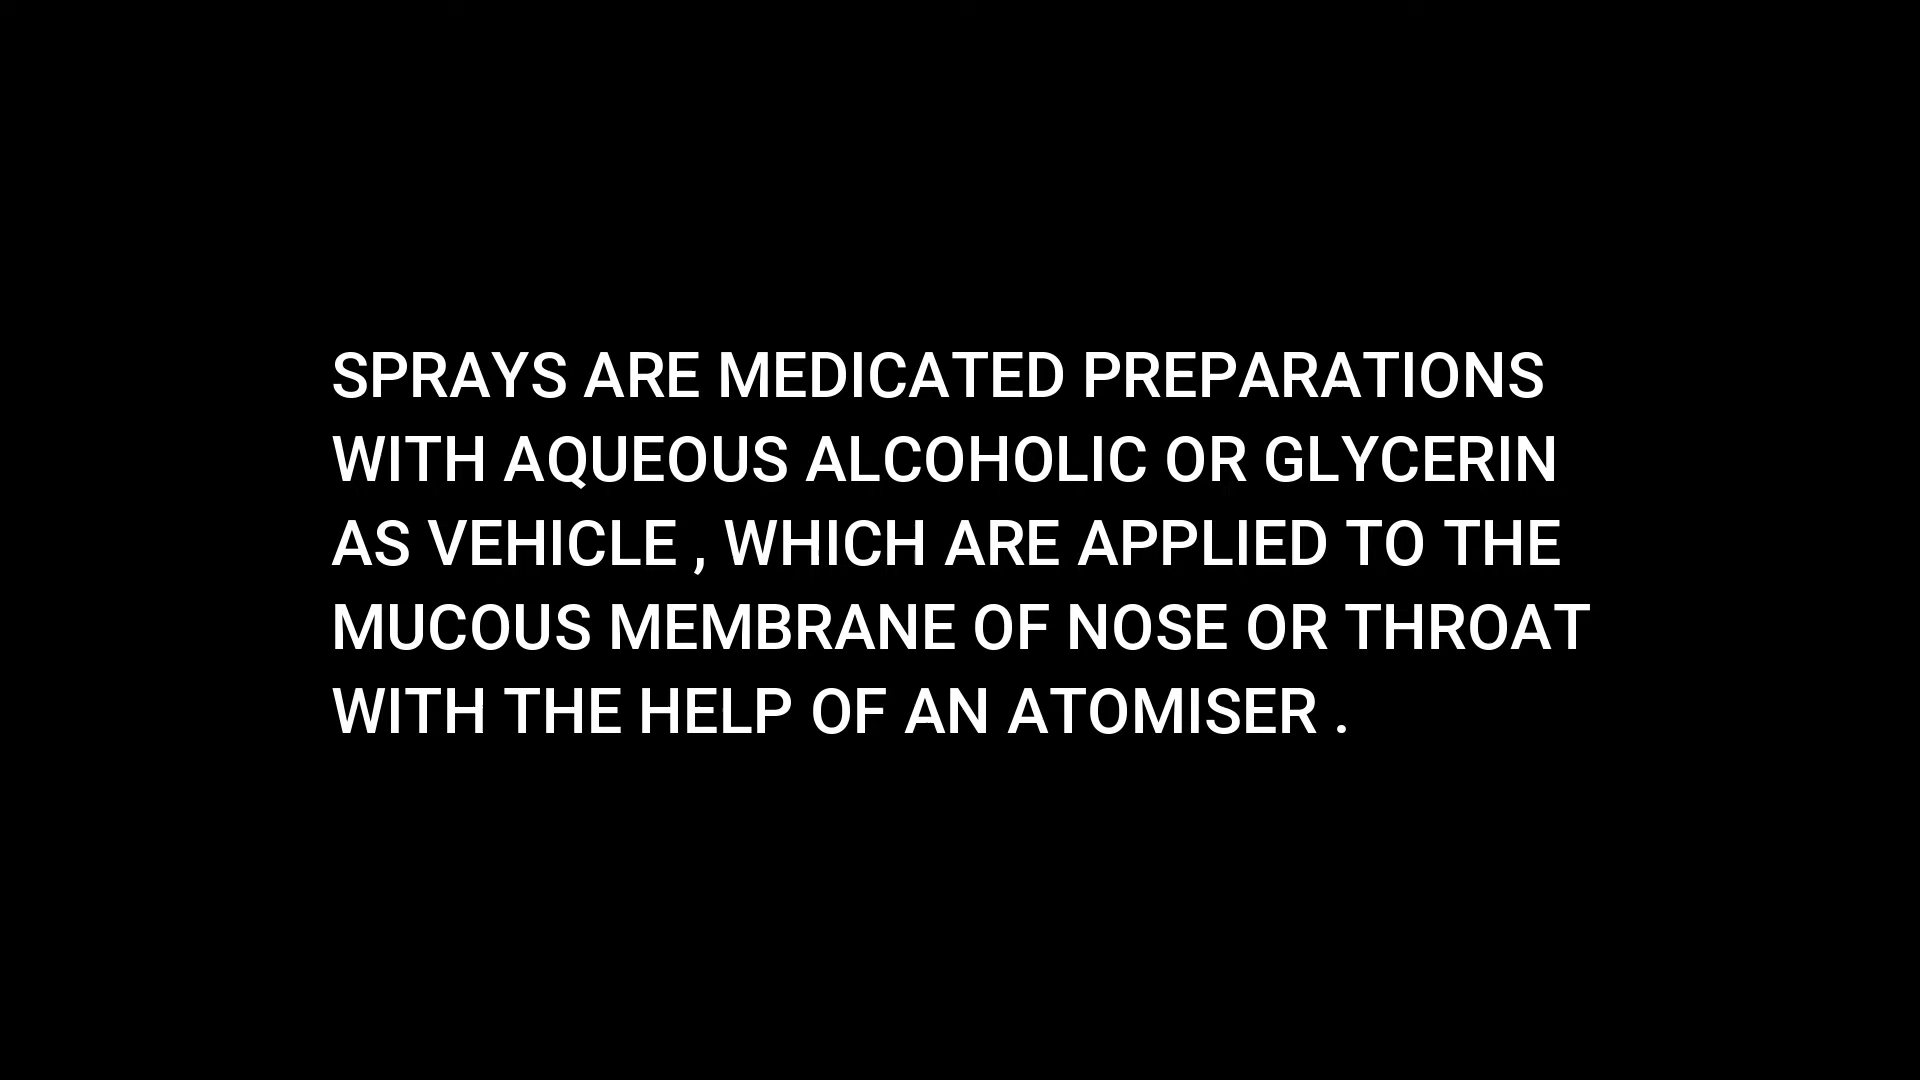 SPRAYS ARE MEDICATED PREPARATIONS
WITH AQUEOUS ALCOHOLIC OR GLYCERIN
AS VEHICLE , WHICH ARE APPLIED TO THE
MUCOUS MEMBRANE OF NOSE OR THROAT
WITH THE HELP OF AN ATOMISER .